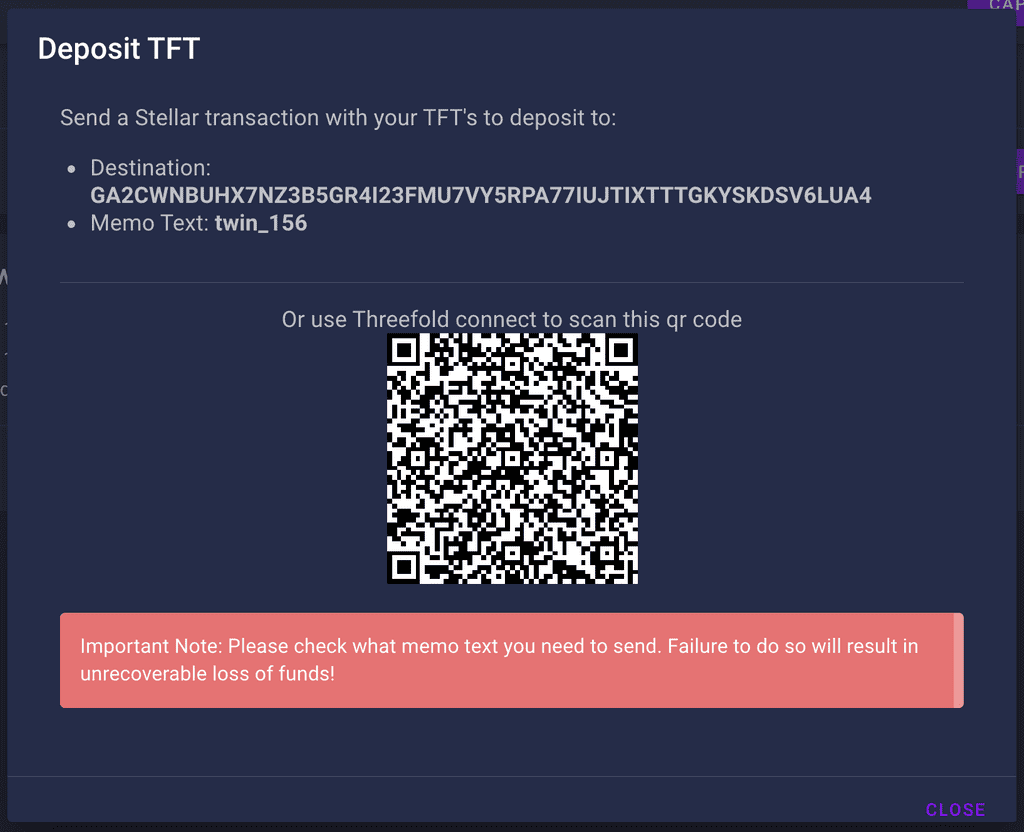 CAP
Deposit TFT
Send a Stellar transaction with your TFT's to deposit to:
Destination:
GA2CWNBUHX7NZ3B5GR4I23FMU7VY5RPA77IUJTIXTTTGKYSKDSV6LUA4
Memo Text: twin_156
Or use Threefold connect to scan this qr code
Important Note: Please check what memo text you need to send. Failure to do so will result in
unrecoverable loss of funds!
CLOSE